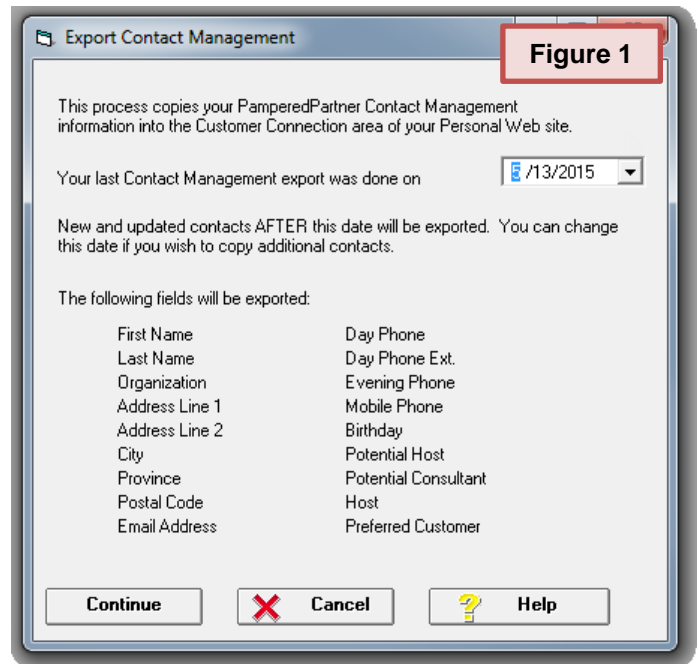 Export Contact Management
Figure 1
This process copies your PamperedPartner Contact Management
information into the Customer Connection area of your Personal Web site.
Your last Contact Management export was done on
5 /13/2015
New and updated contacts AFTER this date will be exported. You can change
this date if you wish to copy additional contacts.
The following fields will be exported:
First Name
Last Name
Organization
Address Line 1
Address Line 2
City
Province
Postal Code
Email Address
Day Phone
Day Phone Ext.
Evening Phone
Mobile Phone
Birthday
Potential Host
Potential Consultant
Host
Preferred Customer
Continue
Cancel
Help